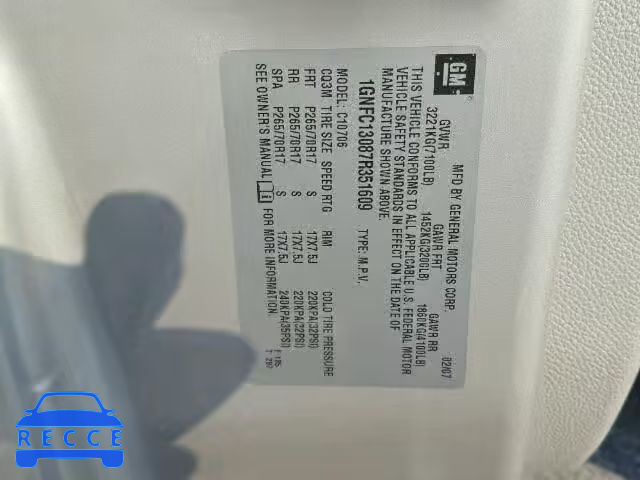 GM
MFD BY GENERAL MOTORS CORP.
02/07
GVWR GAWR FRT GAWR RR
3221KG(7100LB) 1452KG(3200LB) 1860KG(4100LB)
THIS VEHICLE CONFORMS TO ALL APPLICABLE U.S. FEDERAL MOTOR
VEHICLE SAFETY STANDARDS IN EFFECT ON THE DATE OF
MANUFACTURE SHOWN ABOVE.
1GNFC13087R351609 TYPE: M.P.V.
MODEL: C10706
CQ3M TIRE SIZE SPEED RTG RIM COLD TIRE PRESSURE
FRT P265/70R17 S 17X7.5J 220KPA(32PSI)
RR P265/70R17 S 17X7.5J 220KPA(32PSI)
SPA P265/70R17 S 17X7.5J 240KPA(35PSI)
SEE OWNER'S MANUAL FOR MORE INFORMATION.
RECCE